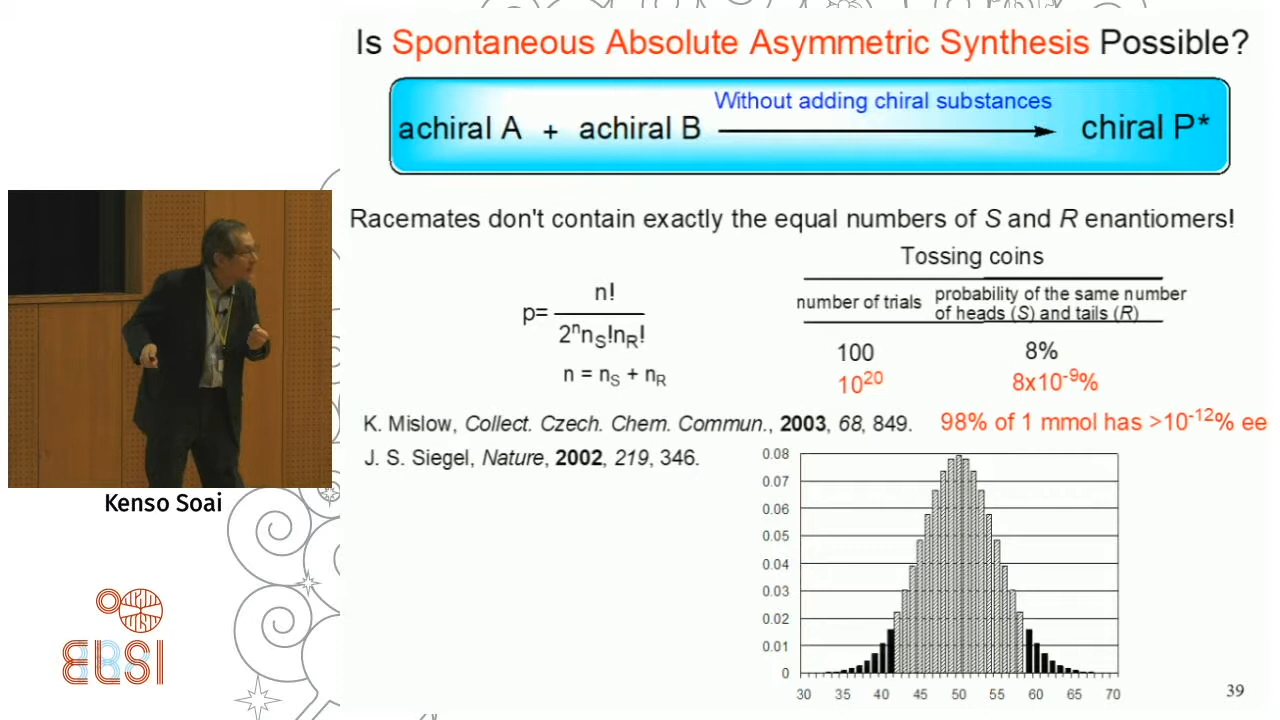 Is Spontaneous Absolute Asymmetric Synthesis Possible?
Without adding chiral substances
achiral A + achiral B
chiral P*
Racemates don't contain exactly the equal numbers of S and R enantiomers!
Tossing coins
p=
n!
2ⁿnS!nR!
n = nS + nR
number of trials
probability of the same number
of heads (S) and tails (R)
100
8%
10²⁰
8x10⁻⁹%
K. Mislow, Collect. Czech. Chem. Commun., 2003, 68, 849.
98% of 1 mmol has >10⁻¹²% ee
J. S. Siegel, Nature, 2002, 219, 346.
0.08
0.07
0.06
0.05
0.04
0.03
0.02
0.01
0
30 35 40 45 50 55 60 65 70
39
Kenso Soai
ELSI